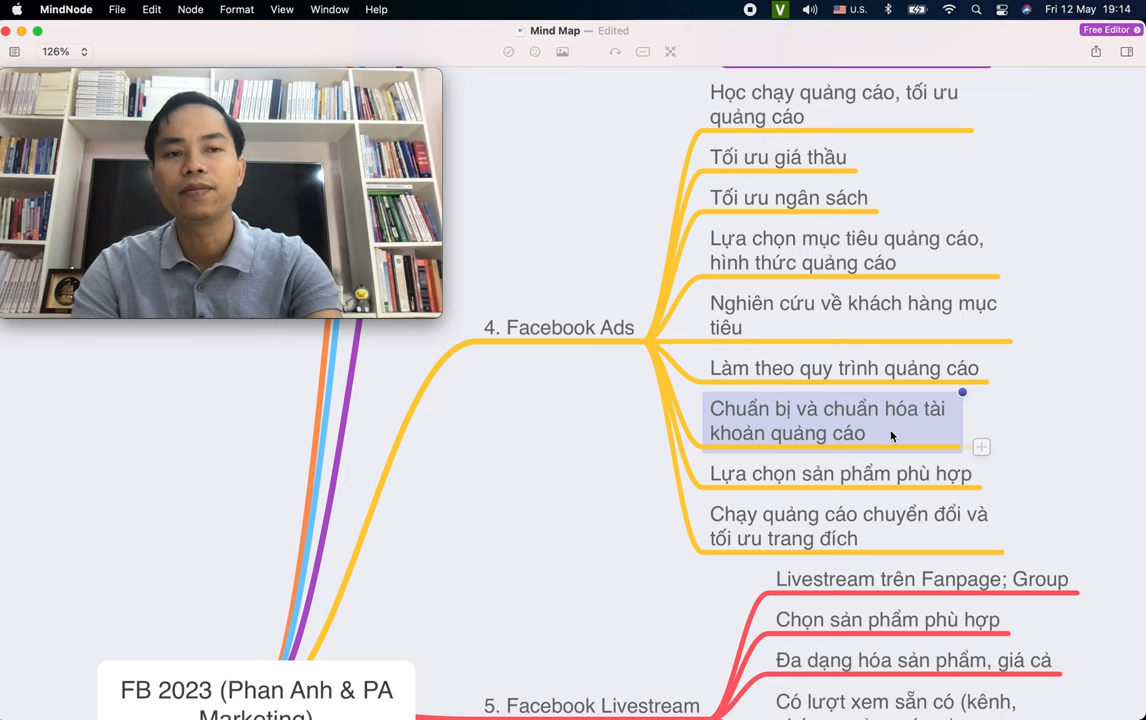 MindNode File Edit Node Format View Window Help
V U.S. Fri 12 May 19:14
Mind Map — Edited
Free Editor
126%
Học chạy quảng cáo, tối ưu
quảng cáo
Tối ưu giá thầu
Tối ưu ngân sách
Lựa chọn mục tiêu quảng cáo,
hình thức quảng cáo
Nghiên cứu về khách hàng mục
tiêu
4. Facebook Ads
Làm theo quy trình quảng cáo
Chuẩn bị và chuẩn hóa tài
khoản quảng cáo
Lựa chọn sản phẩm phù hợp
Chạy quảng cáo chuyển đổi và
tối ưu trang đích
Livestream trên Fanpage; Group
Chọn sản phẩm phù hợp
Đa dạng hóa sản phẩm, giá cả
Có lượt xem sẵn có (kênh,
5. Facebook Livestream
FB 2023 (Phan Anh & PA
Marketing)